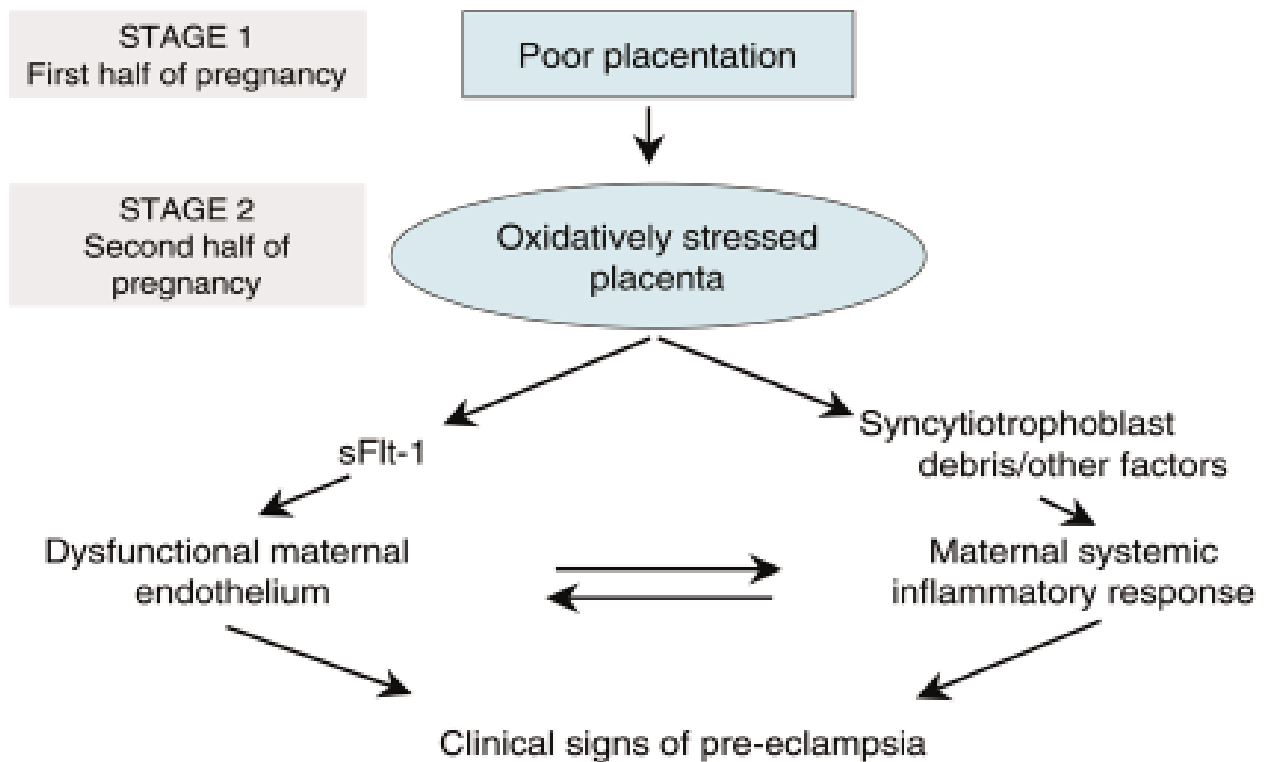 STAGE 1
First half of pregnancy
Poor placentation
STAGE 2
Second half of
pregnancy
Oxidatively stressed
placenta
sFlt-1
Syncytiotrophoblast
debris/other factors
Dysfunctional maternal
endothelium
Maternal systemic
inflammatory response
Clinical signs of pre-eclampsia